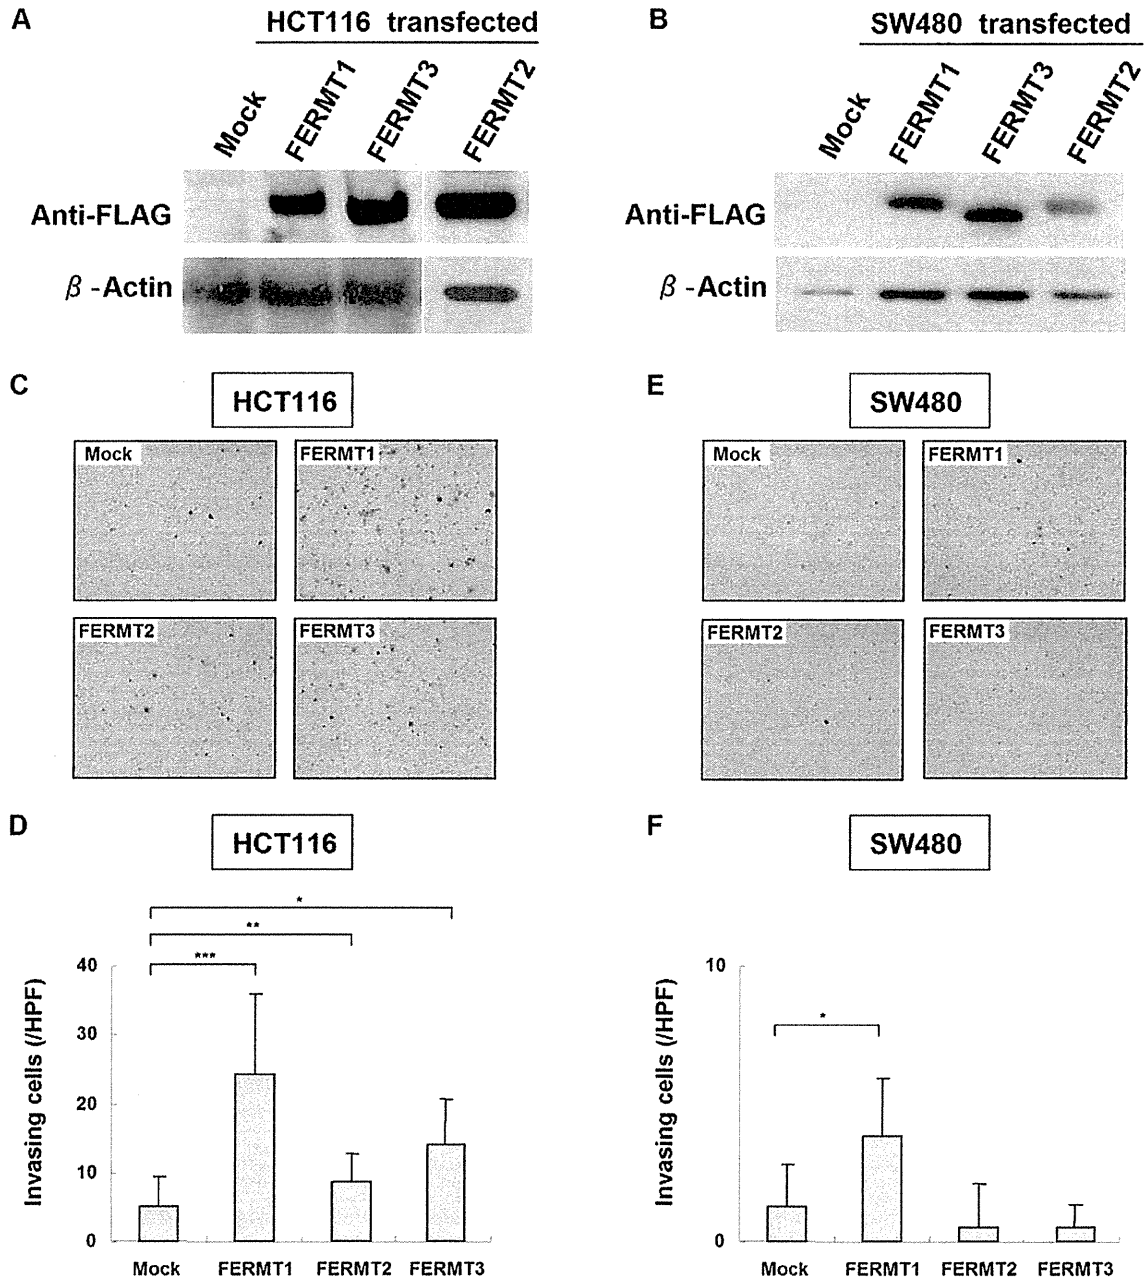 A
HCT116 transfected
Mock
FERMT1
FERMT3
FERMT2
Anti-FLAG
β-Actin
B
SW480 transfected
Mock
FERMT1
FERMT3
FERMT2
Anti-FLAG
β-Actin
C
HCT116
Mock
FERMT1
FERMT2
FERMT3
E
SW480
Mock
FERMT1
FERMT2
FERMT3
D
HCT116
*
**
***
Invasing cells (/HPF)
40
30
20
10
0
Mock FERMT1 FERMT2 FERMT3
F
SW480
*
Invasing cells (/HPF)
10
0
Mock FERMT1 FERMT2 FERMT3